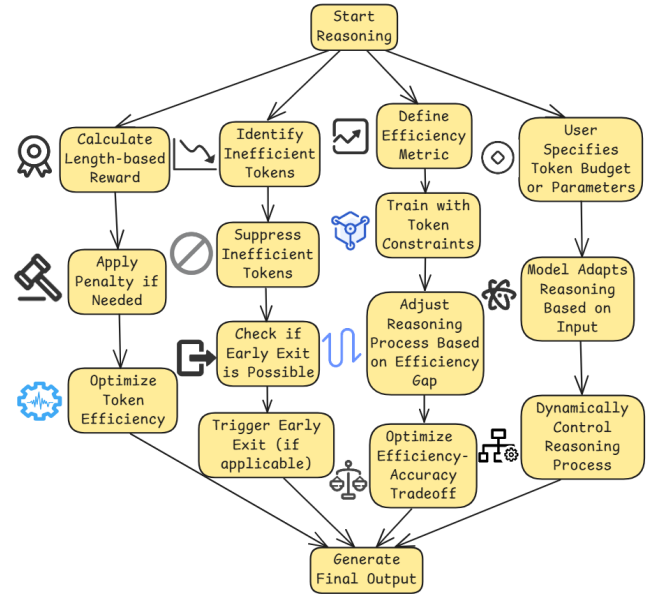 Start
Reasoning
Calculate
Length-based
Reward
Apply
Penalty if
Needed
Optimize
Token
Efficiency
Identify
Inefficient
Tokens
Suppress
Inefficient
Tokens
Check if
Early Exit
is Possible
Trigger Early
Exit (if
applicable)
Define
Efficiency
Metric
Train with
Token
Constraints
Adjust
Reasoning
Process Based
on Efficiency
Gap
Optimize
Efficiency-
Accuracy
Tradeoff
User
Specifies
Token Budget
or Parameters
Model Adapts
Reasoning
Based on
Input
Dynamically
Control
Reasoning
Process
Generate
Final Output